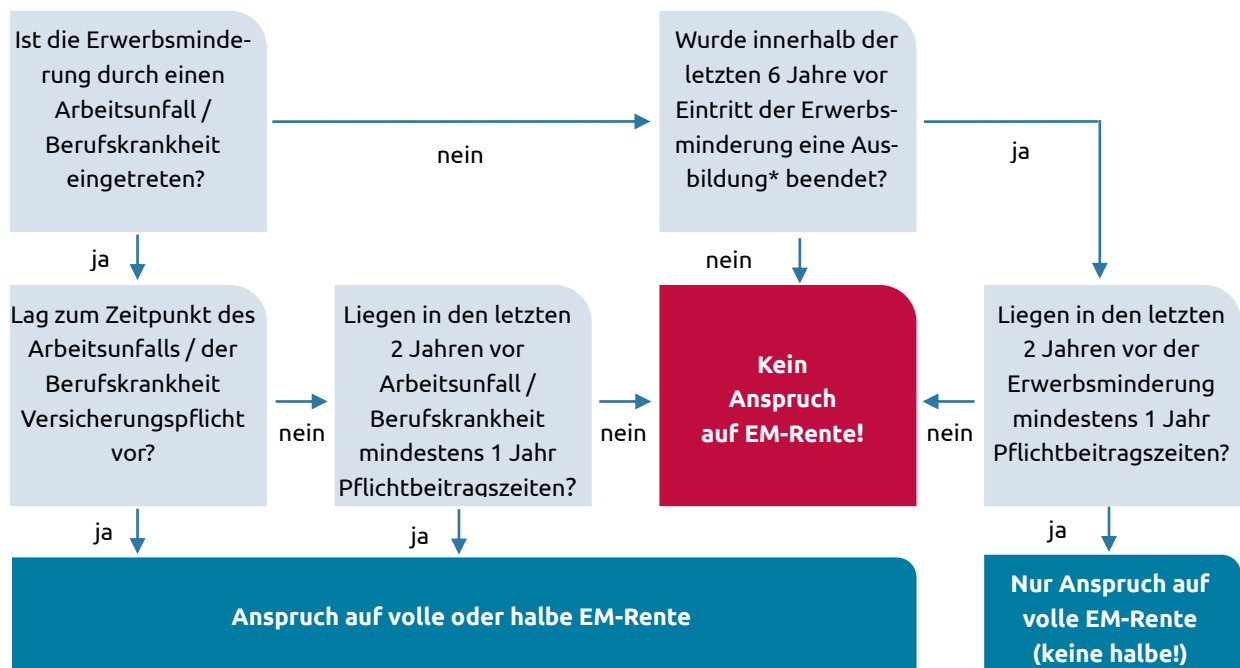 Ist die Erwerbsminde-
rung durch einen
Arbeitsunfall /
Berufskrankheit
eingetreten?
nein
Wurde innerhalb der
letzten 6 Jahre vor
Eintritt der Erwerbs-
minderung eine Aus-
bildung* beendet?
ja
ja
nein
Lag zum Zeitpunkt des
Arbeitsunfalls / der
Berufskrankheit
Versicherungspflicht
vor?
nein
Liegen in den letzten
2 Jahren vor
Arbeitsunfall /
Berufskrankheit
mindestens 1 Jahr
Pflichtbeitragszeiten?
nein
Kein
Anspruch
auf EM-Rente!
nein
Liegen in den letzten
2 Jahren vor der
Erwerbsminderung
mindestens 1 Jahr
Pflichtbeitragszeiten?
ja
ja
ja
Anspruch auf volle oder halbe EM-Rente
Nur Anspruch auf
volle EM-Rente
(keine halbe!)